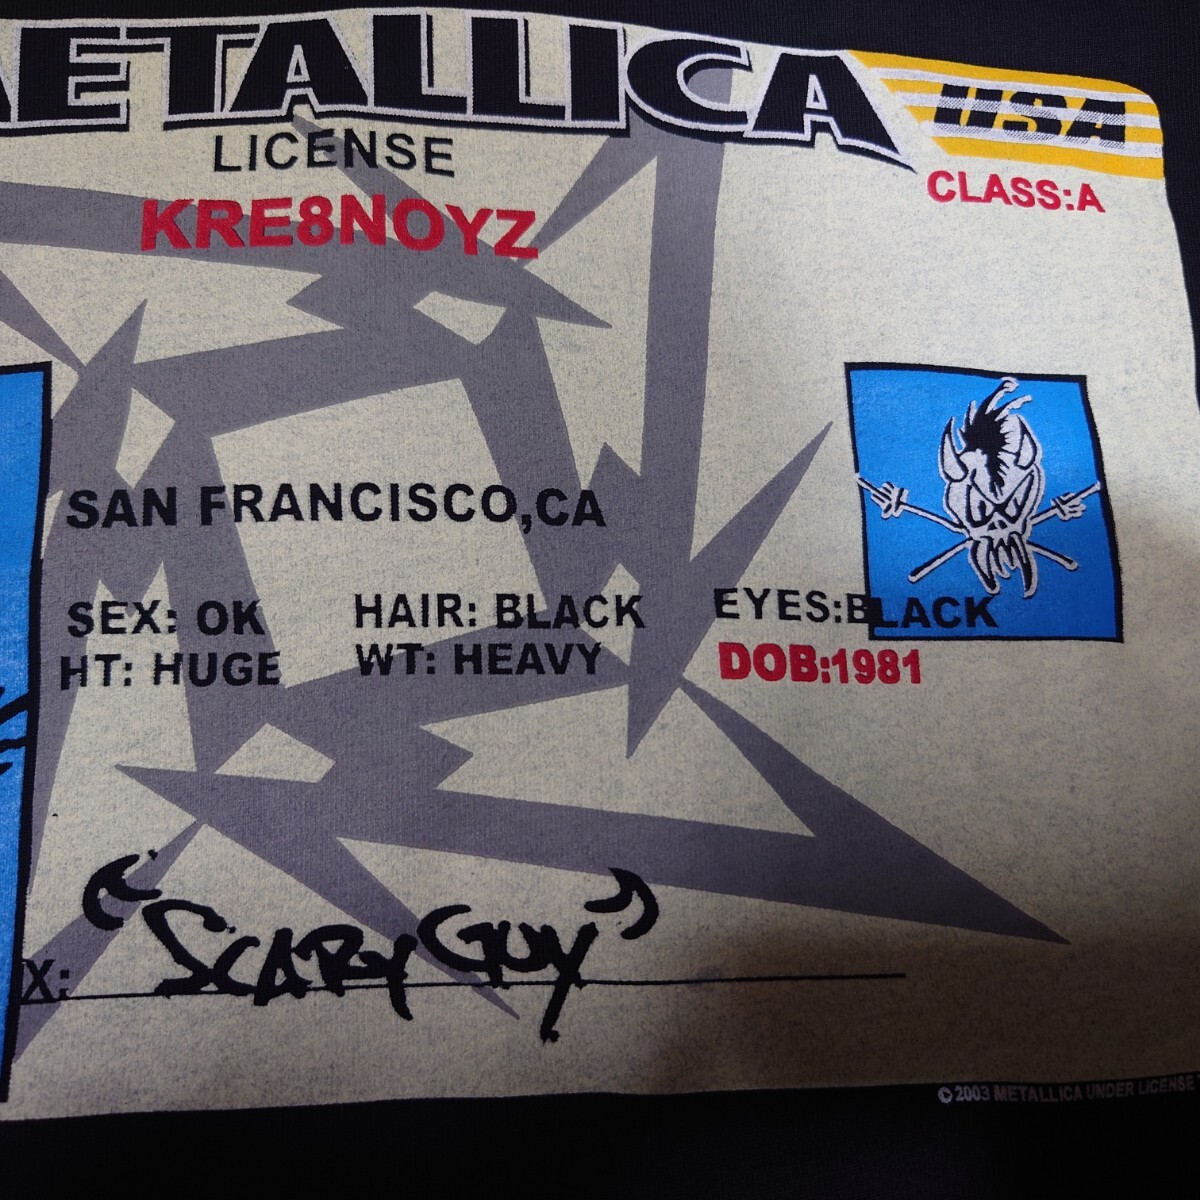 METALLICA
USA
LICENSE
KRE8NOYZ
CLASS:A
SAN FRANCISCO,CA
SEX: OK HAIR: BLACK EYES:BLACK
HT: HUGE WT: HEAVY DOB:1981
X: "SCARY GUY"
© 2003 METALLICA UNDER LICENSE